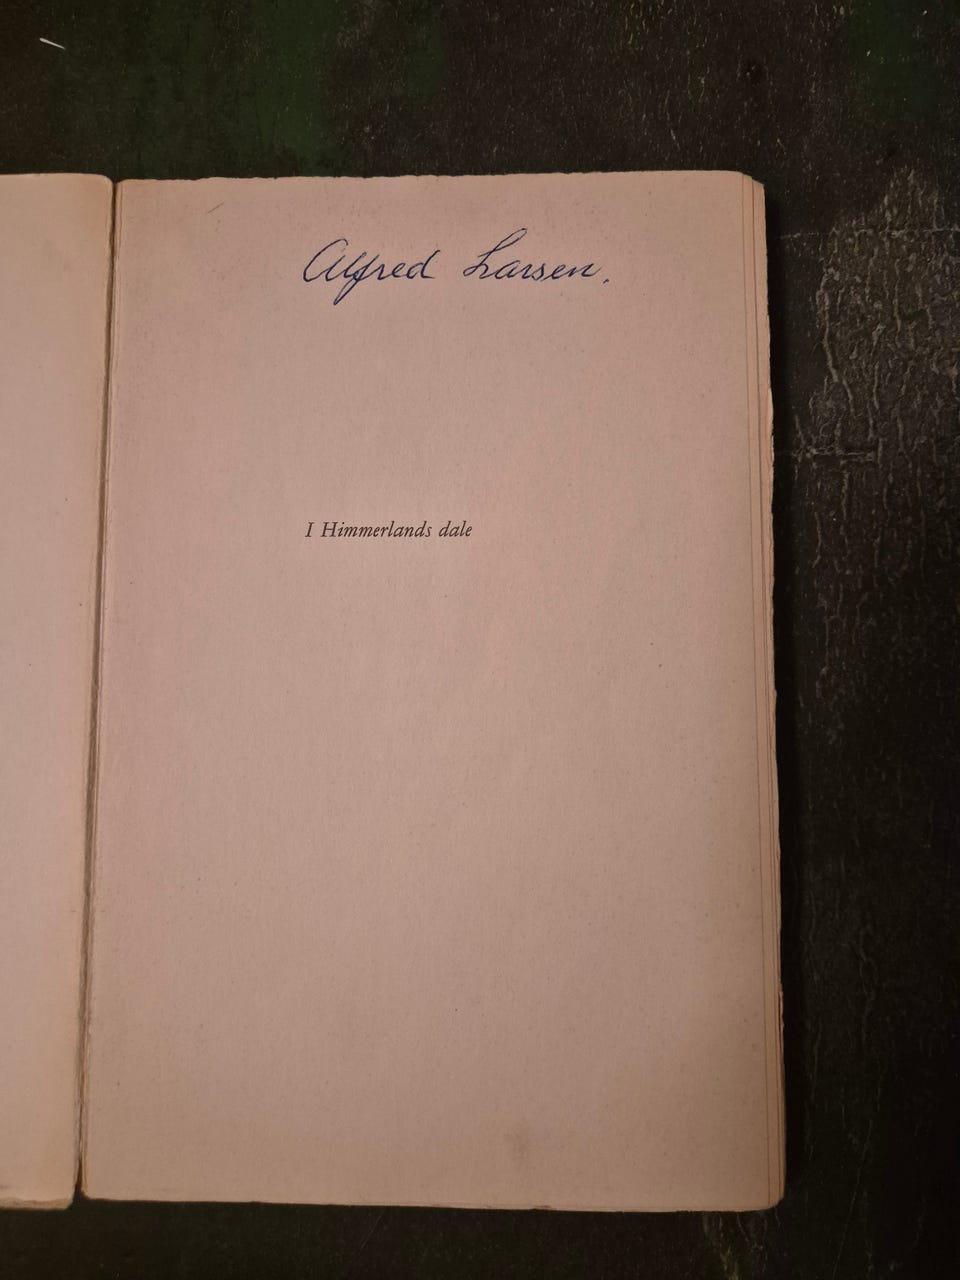 Alfred Larsen.
I Himmerlands dale